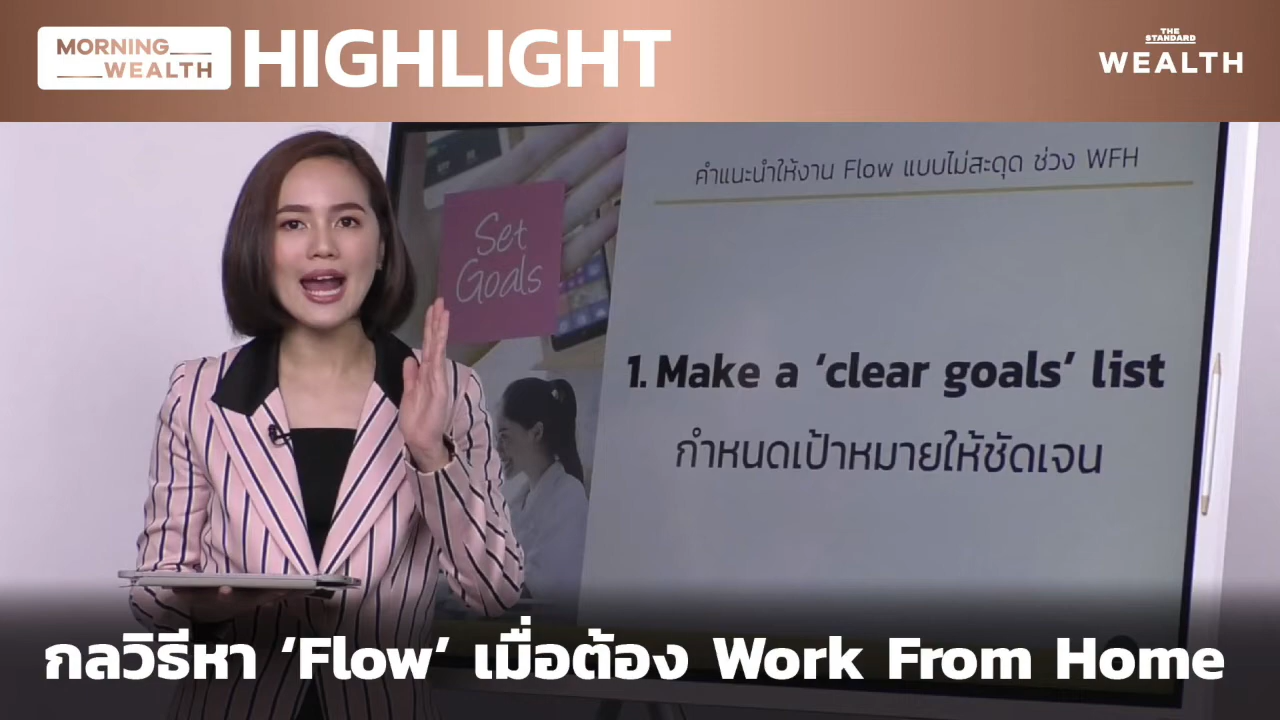 MORNING
WEALTH
HIGHLIGHT
THE
STANDARD
WEALTH
คำแนะนำให้งาน Flow แบบไม่สะดุด ช่วง WFH
Set
Goals
1. Make a ‘clear goals’ list
กำหนดเป้าหมายให้ชัดเจน
กลวิธีหา ‘Flow’ เมื่อต้อง Work From Home